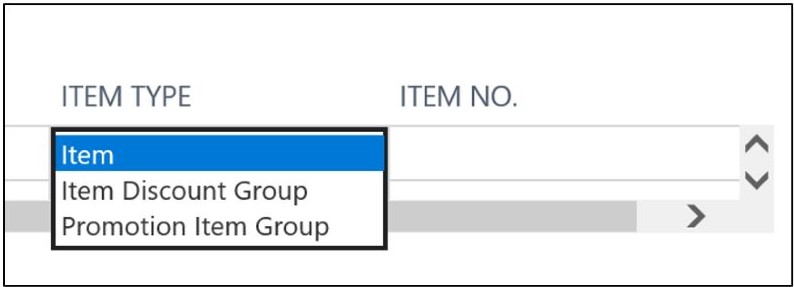 ITEM TYPE ITEM NO.
Item
Item Discount Group
Promotion Item Group